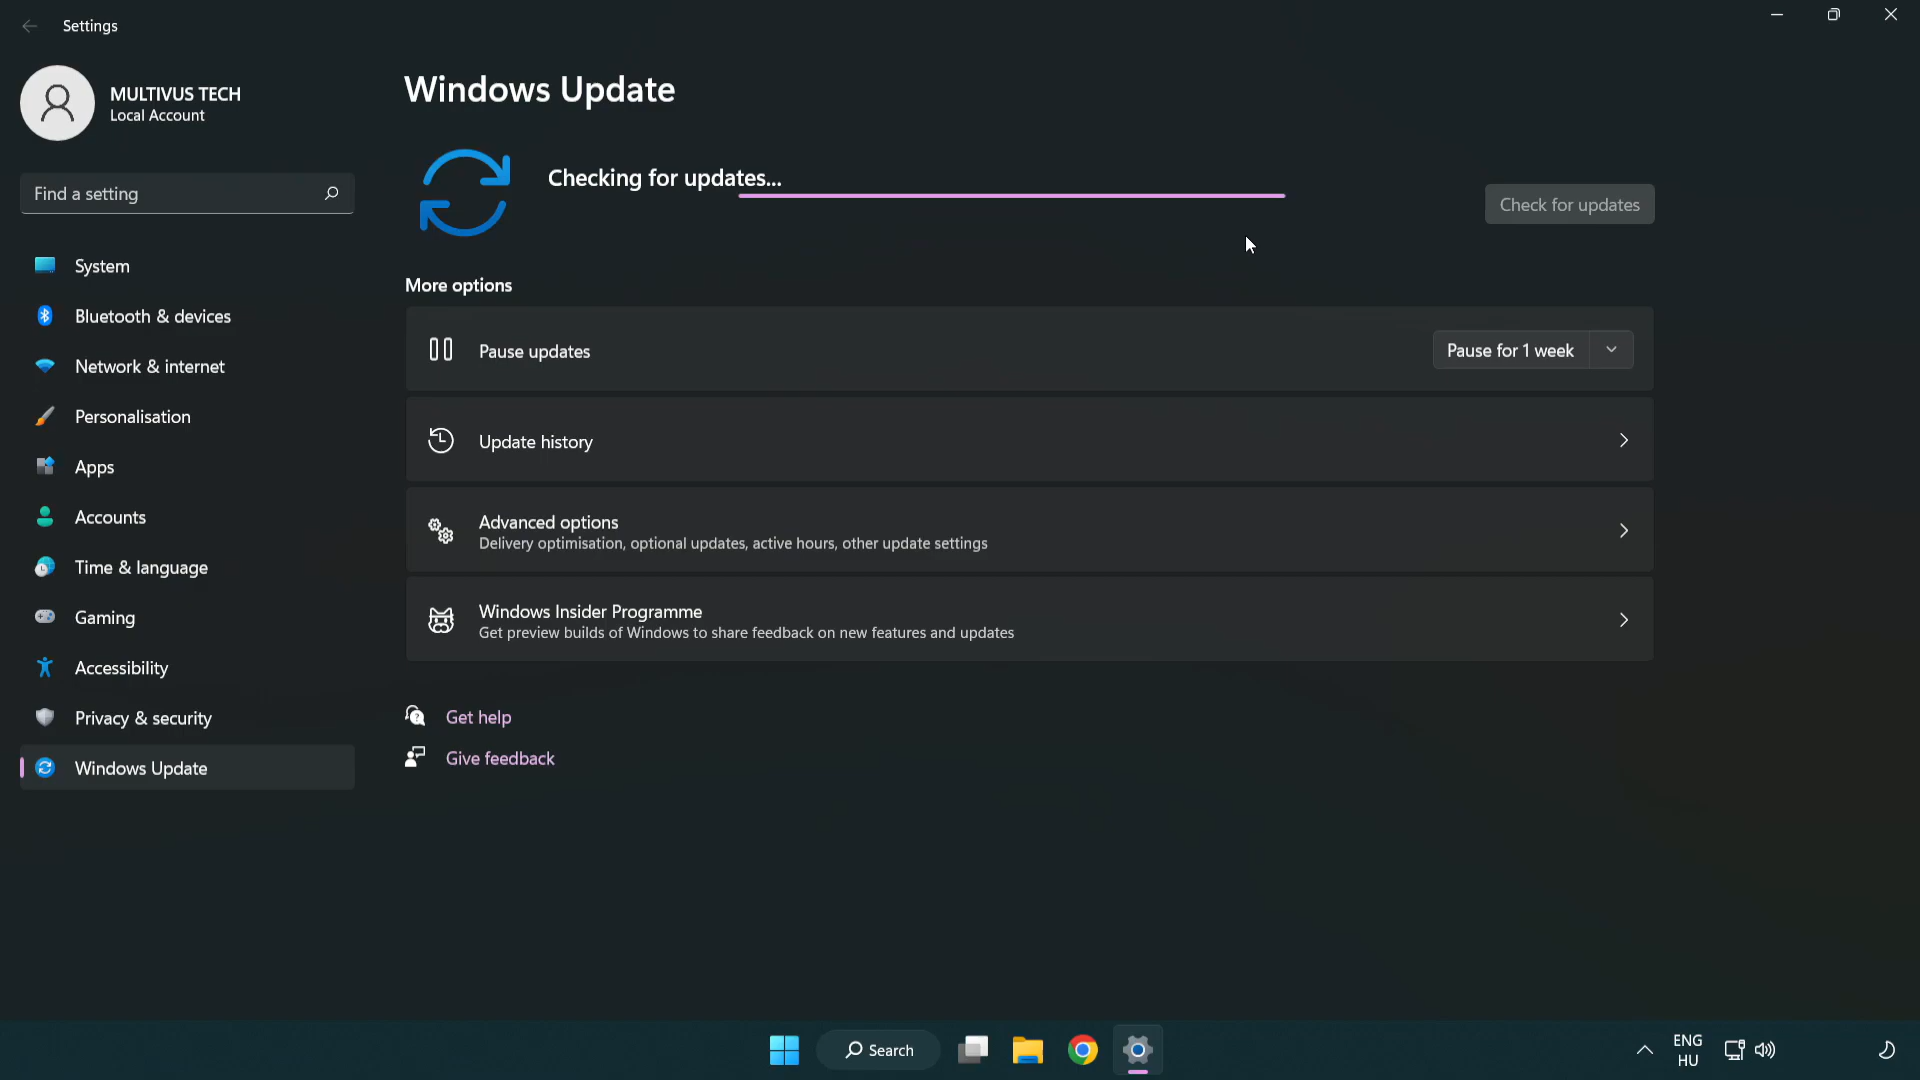 Settings
MULTIVUS TECH
Local Account
Find a setting
System
Bluetooth & devices
Network & internet
Personalisation
Apps
Accounts
Time & language
Gaming
Accessibility
Privacy & security
Windows Update
Windows Update
Checking for updates...
Check for updates
More options
Pause updates
Pause for 1 week
Update history
Advanced options
Delivery optimisation, optional updates, active hours, other update settings
Windows Insider Programme
Get preview builds of Windows to share feedback on new features and updates
Get help
Give feedback
Search
ENG
HU